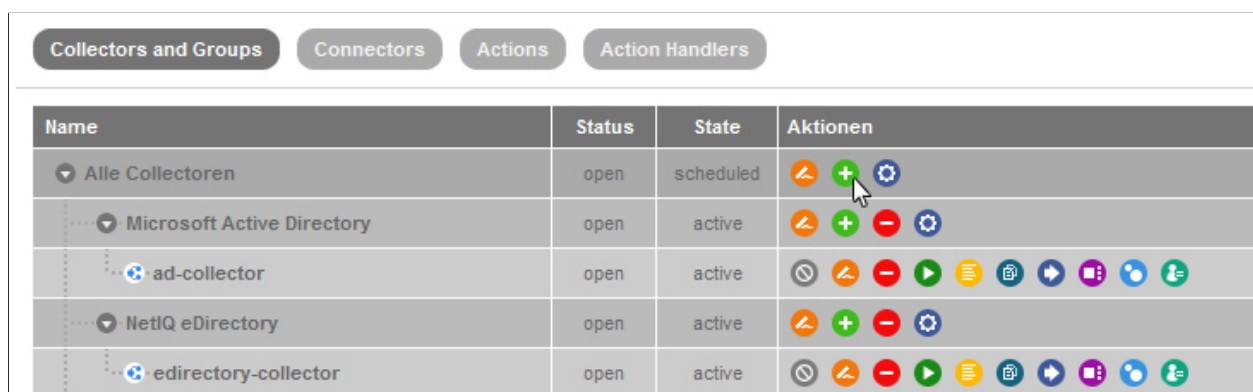 Collectors and Groups Connectors Actions Action Handlers
Name Status State Aktionen
Alle Collectoren open scheduled
Microsoft Active Directory open active
ad-collector open active
NetIQ eDirectory open active
edirectory-collector open active